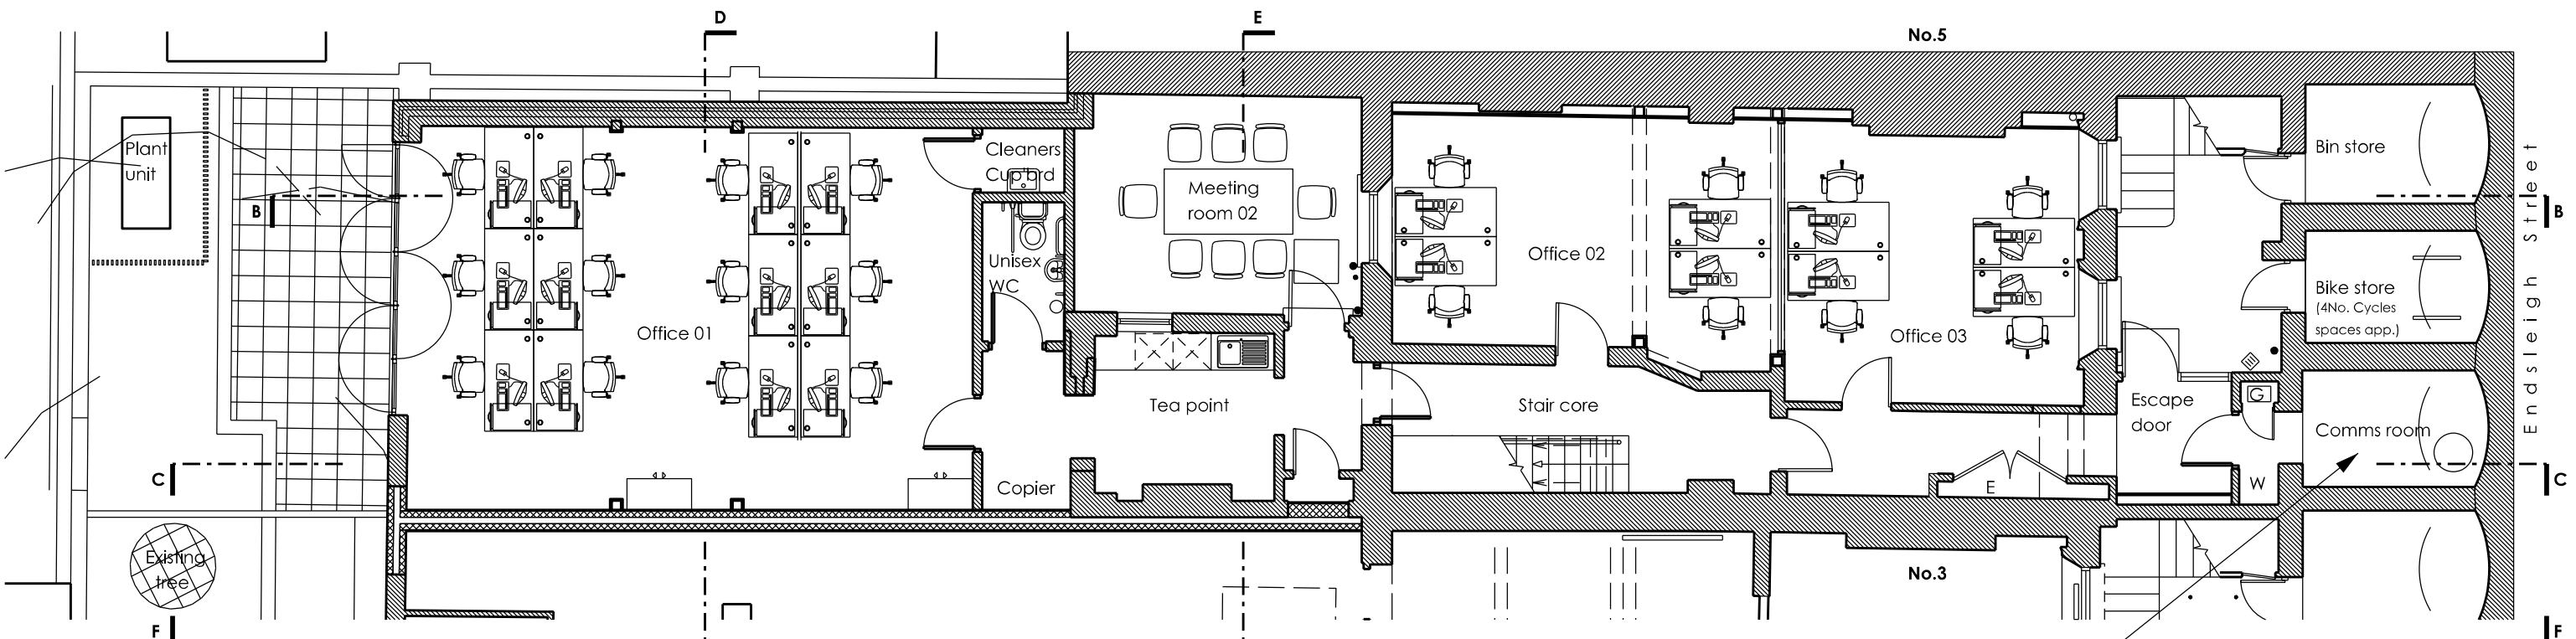 D
E
No.5
Plant
unit
Cleaners
Cup'brd
Meeting
room 02
Bin store
B
B
Unisex
WC
Office 01
Office 02
Office 03
Bike store
(4No. Cycles
spaces app.)
Endsleigh Street
Tea point
Stair core
Escape
door
G
Comms room
C
C
Copier
E
W
Existing
tree
No.3
F
F